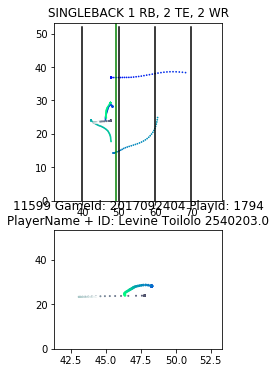 SINGLEBACK 1 RB, 2 TE, 2 WR
50
40
30
20
10
0
40 50 60 70
11599 GameId: 2017092404 PlayId: 1794
PlayerName + ID: Levine Toilolo 2540203.0
40
20
0
42.5 45.0 47.5 50.0 52.5